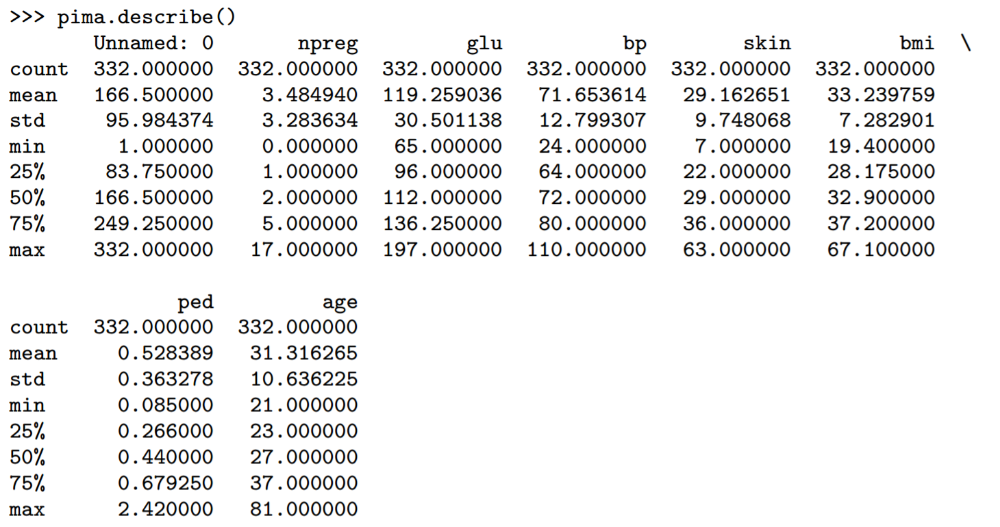 >>> pima.describe()
       Unnamed: 0       npreg         glu          bp        skin         bmi  \
count  332.000000  332.000000  332.000000  332.000000  332.000000  332.000000
mean   166.500000    3.484940  119.259036   71.653614   29.162651   33.239759
std     95.984374    3.283634   30.501138   12.799307    9.748068    7.282901
min      1.000000    0.000000   65.000000   24.000000    7.000000   19.400000
25%     83.750000    1.000000   96.000000   64.000000   22.000000   28.175000
50%    166.500000    2.000000  112.000000   72.000000   29.000000   32.900000
75%    249.250000    5.000000  136.250000   80.000000   36.000000   37.200000
max    332.000000   17.000000  197.000000  110.000000   63.000000   67.100000

              ped         age
count  332.000000  332.000000
mean     0.528389   31.316265
std      0.363278   10.636225
min      0.085000   21.000000
25%      0.266000   23.000000
50%      0.440000   27.000000
75%      0.679250   37.000000
max      2.420000   81.000000